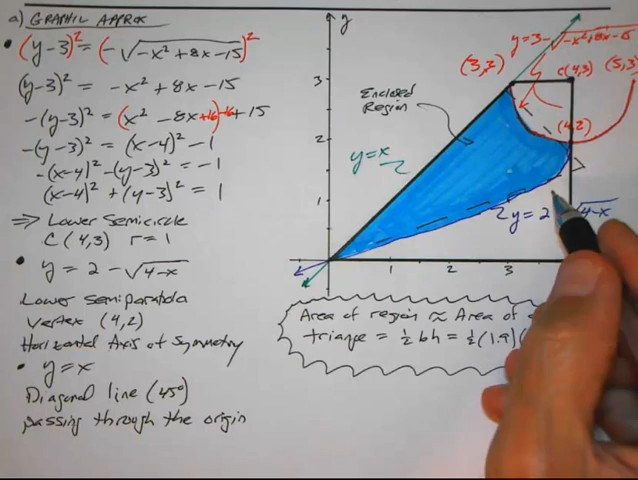 a) GRAPHIC APPROX
• (y-3)² = (-√-x²+8x-15)²
(y-3)² = -x²+8x-15
-(y-3)² = (x²-8x+16)-16+15
-(y-3)² = (x-4)²-1
-(x-4)²-(y-3)² = -1
(x-4)²+(y-3)² = 1
⇒ Lower Semicircle
C(4,3) r=1
• y = 2-√4-x
Lower Semiparabola
Vertex (4,2)
Horizontal Axis of Symmetry
• y=x
Diagonal line (45°)
passing through the origin
y
y=3-√-x²+8x-15
(3,3)
C(4,3)
(5,3)
3
Enclosed
Region
(4,2)
2
y=x
1
y=2
√4-x
1
2
3
Area of region ≈ Area of
triangle = ½bh = ½(1.9)(